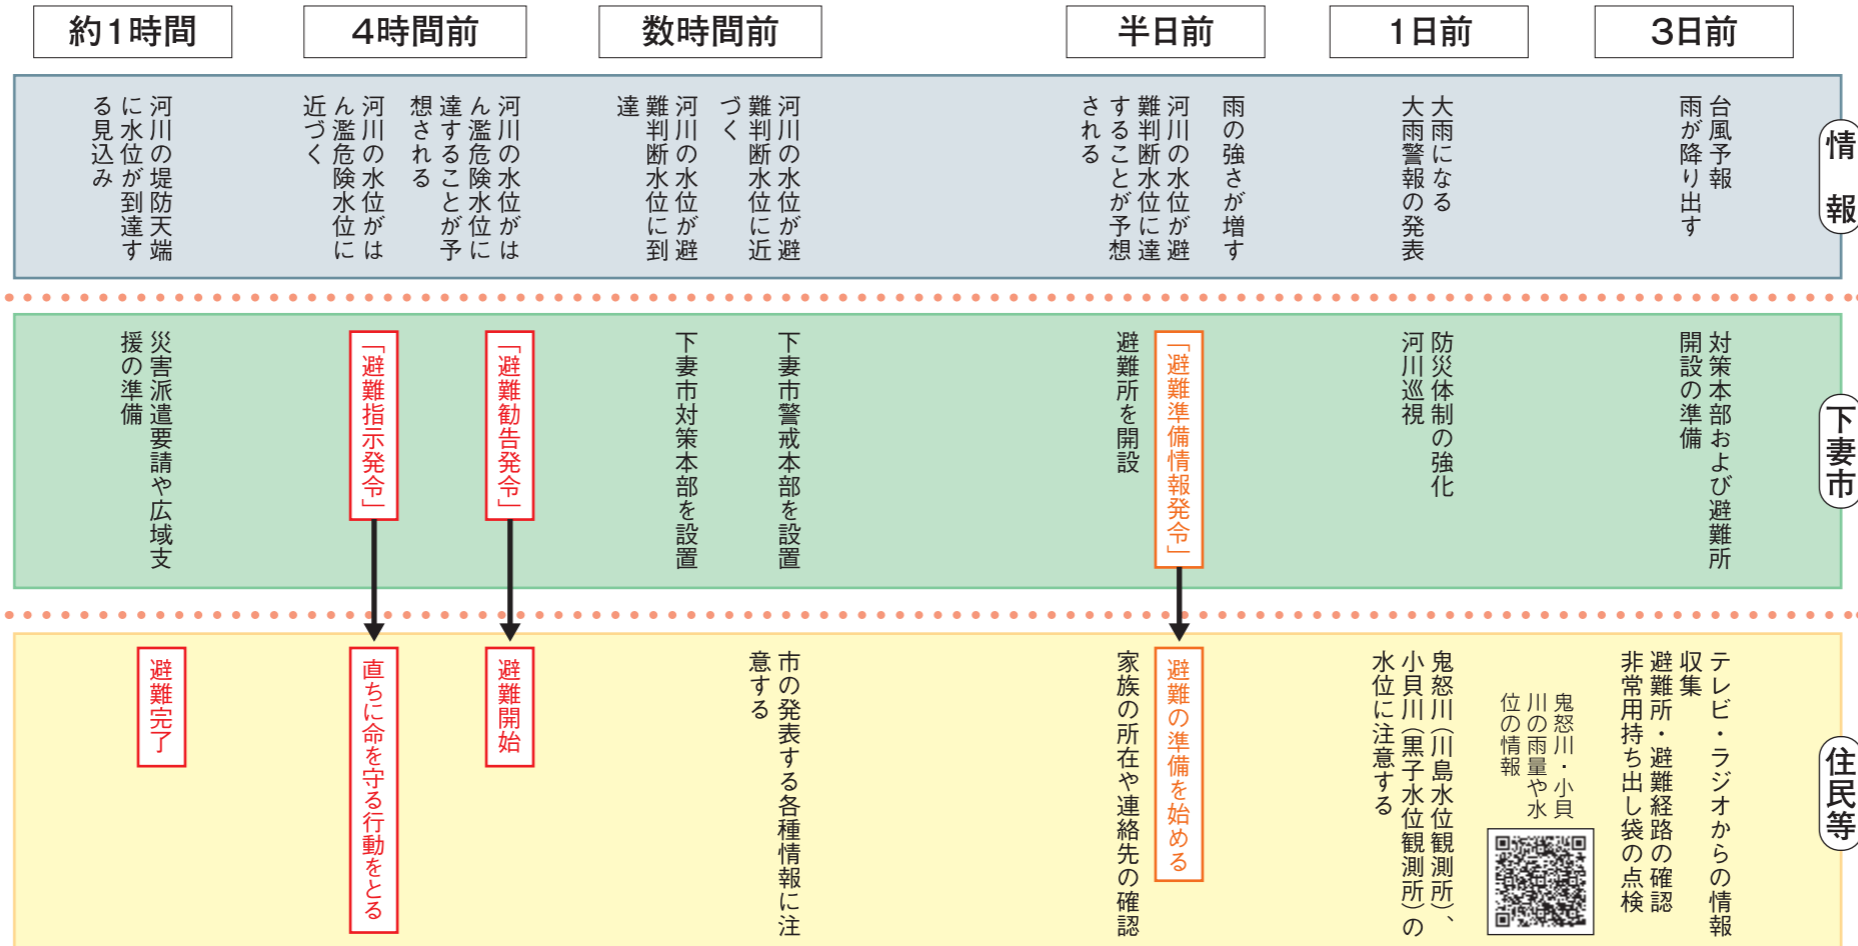 3日前
1日前
半日前
数時間前
4時間前
約1時間
情報
台風予報
雨が降り出す
大雨になる
大雨警報の発表
雨の強さが増す
河川の水位が避
難判断水位に達
することが予想
される
河川の水位が避
難判断水位に近
づく
河川の水位が避
難判断水位に到
達
河川の水位がは
ん濫危険水位に
達することが予
想される
河川の水位がは
ん濫危険水位に
近づく
河川の堤防天端
に水位が到達す
る見込み
下妻市
対策本部および避難所
開設の準備
防災体制の強化
河川巡視
「避難準備情報発令」
避難所を開設
下妻市警戒本部を設置
下妻市対策本部を設置
「避難勧告発令」
「避難指示発令」
災害派遣要請や広域支
援の準備
住民等
テレビ・ラジオからの情報
収集
避難所・避難経路の確認
非常用持ち出し袋の点検
鬼怒川・小貝
川の雨量や水
位の情報
鬼怒川（川島水位観測所）、
小貝川（黒子水位観測所）の
水位に注意する
避難の準備を始める
家族の所在や連絡先の確認
市の発表する各種情報に注
意する
避難開始
直ちに命を守る行動をとる
避難完了